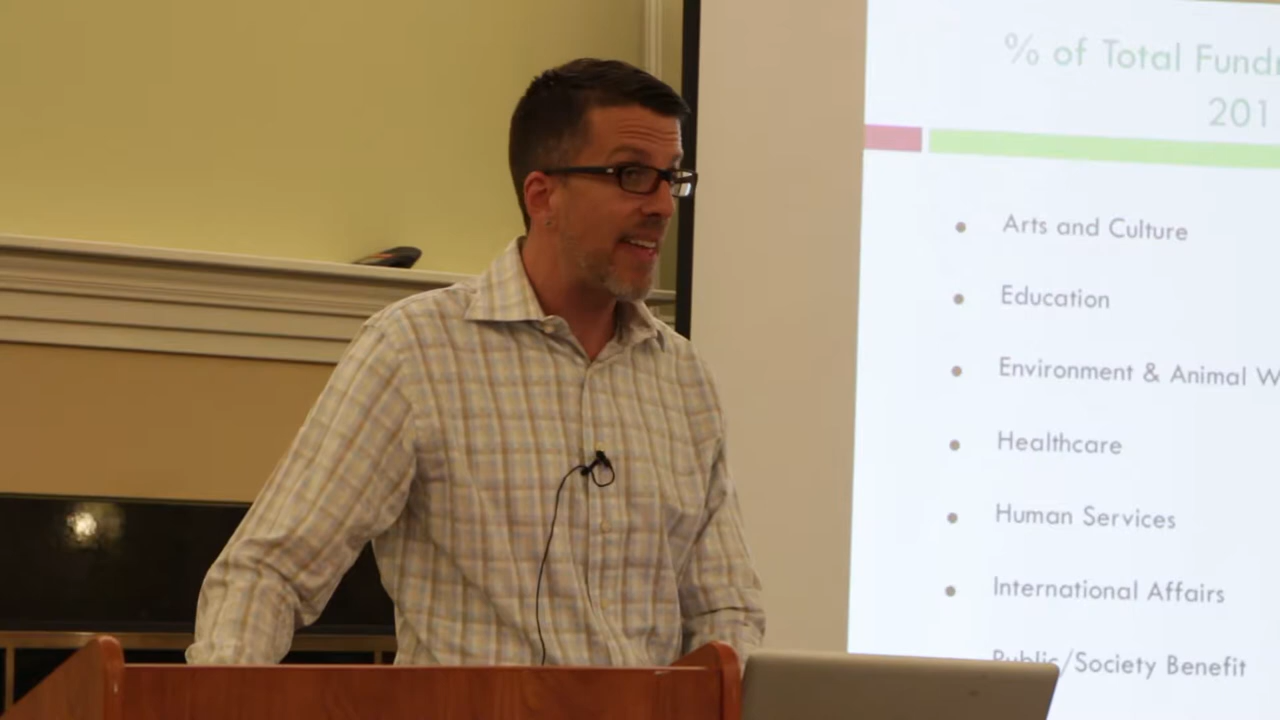 % of Total
201
Arts and Culture
Education
Environment & Animal
Healthcare
Human Services
International Affairs
Public/Society Benefit